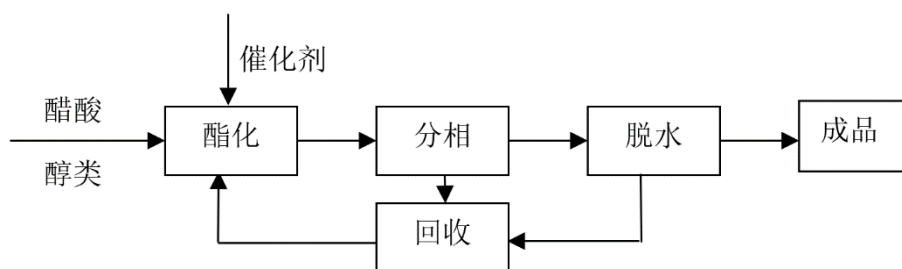 催化剂
醋酸
醇类
酯化
分相
脱水
成品
回收